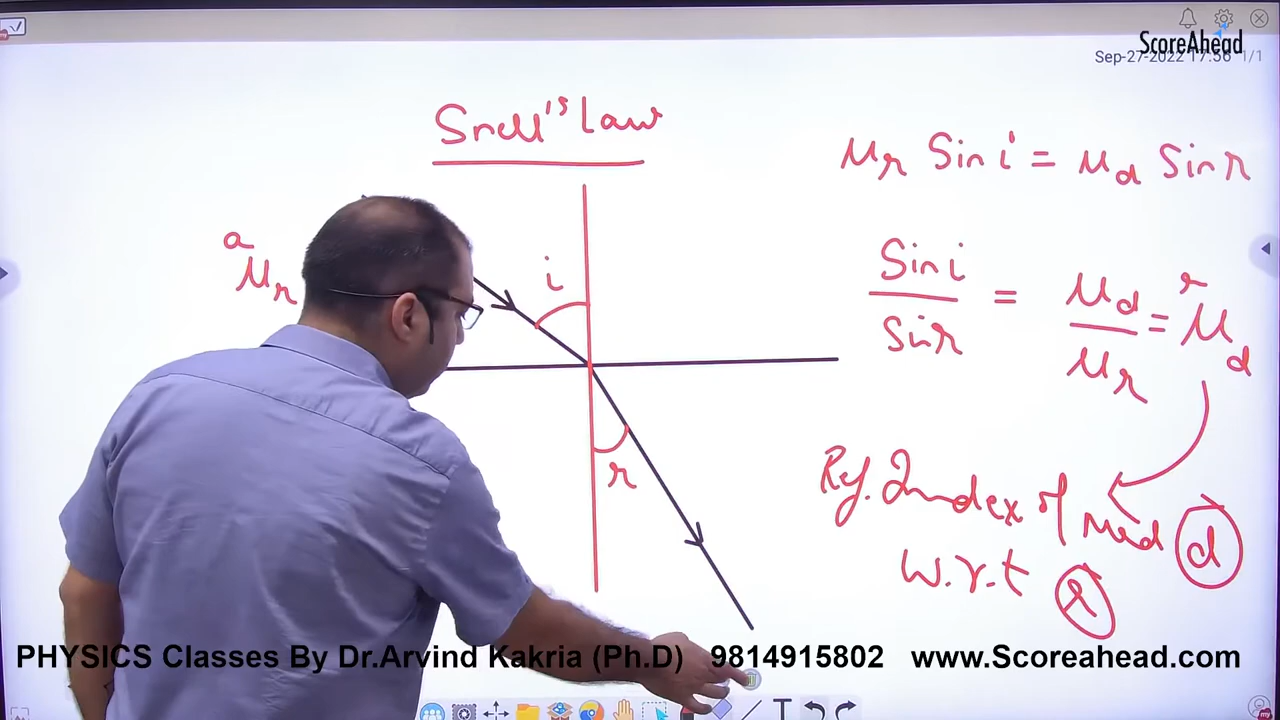 ScoreAhead
Sep-27-2022 17:56 1/1
Snell's Law
μr Sin i = μd Sin r
a μr
i
Sin i / sin r = μd / μr = r μd
r
Ref. Index of med d
w.r.t r
PHYSICS Classes By Dr.Arvind Kakria (Ph.D) 9814915802 www.Scoreahead.com